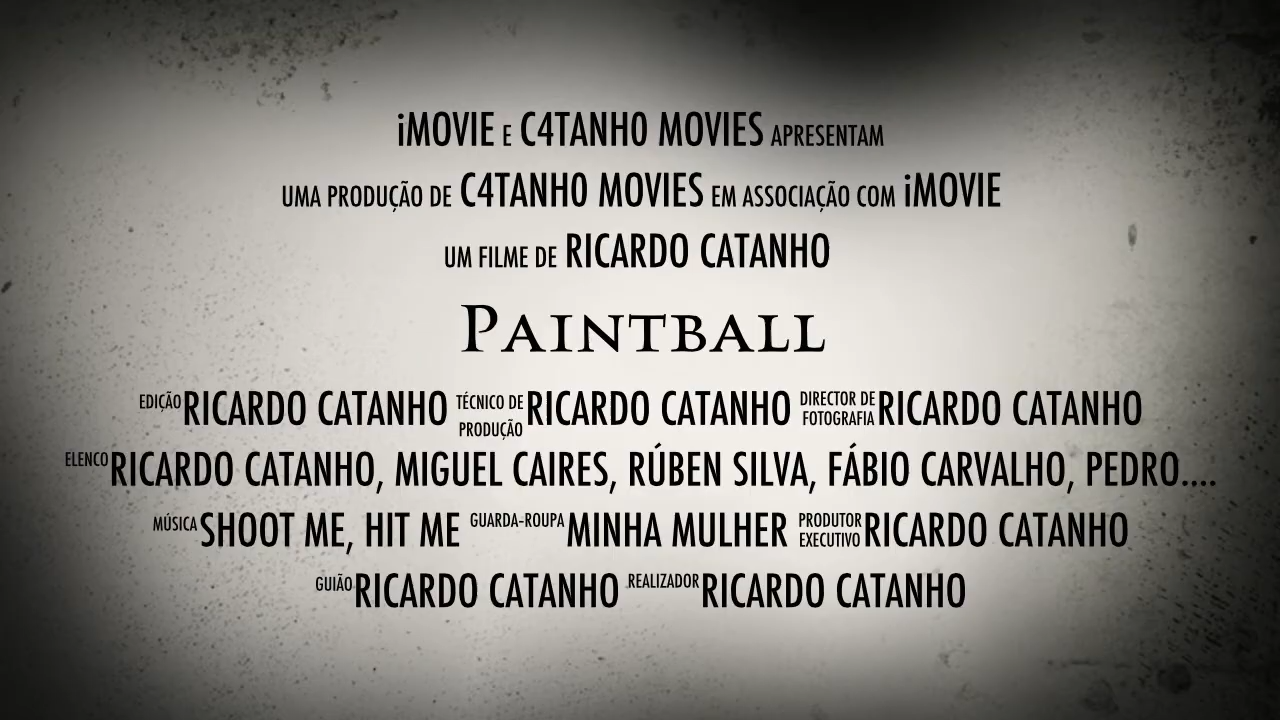 iMOVIE E C4TANH0 MOVIES APRESENTAM
UMA PRODUÇÃO DE C4TANH0 MOVIES EM ASSOCIAÇÃO COM iMOVIE
UM FILME DE RICARDO CATANHO
PAINTBALL
EDIÇÃO RICARDO CATANHO TÉCNICO DE PRODUÇÃO RICARDO CATANHO DIRECTOR DE FOTOGRAFIA RICARDO CATANHO
ELENCO RICARDO CATANHO, MIGUEL CAIRES, RÚBEN SILVA, FÁBIO CARVALHO, PEDRO....
MÚSICA SHOOT ME, HIT ME GUARDA-ROUPA MINHA MULHER PRODUTOR EXECUTIVO RICARDO CATANHO
GUIÃO RICARDO CATANHO REALIZADOR RICARDO CATANHO